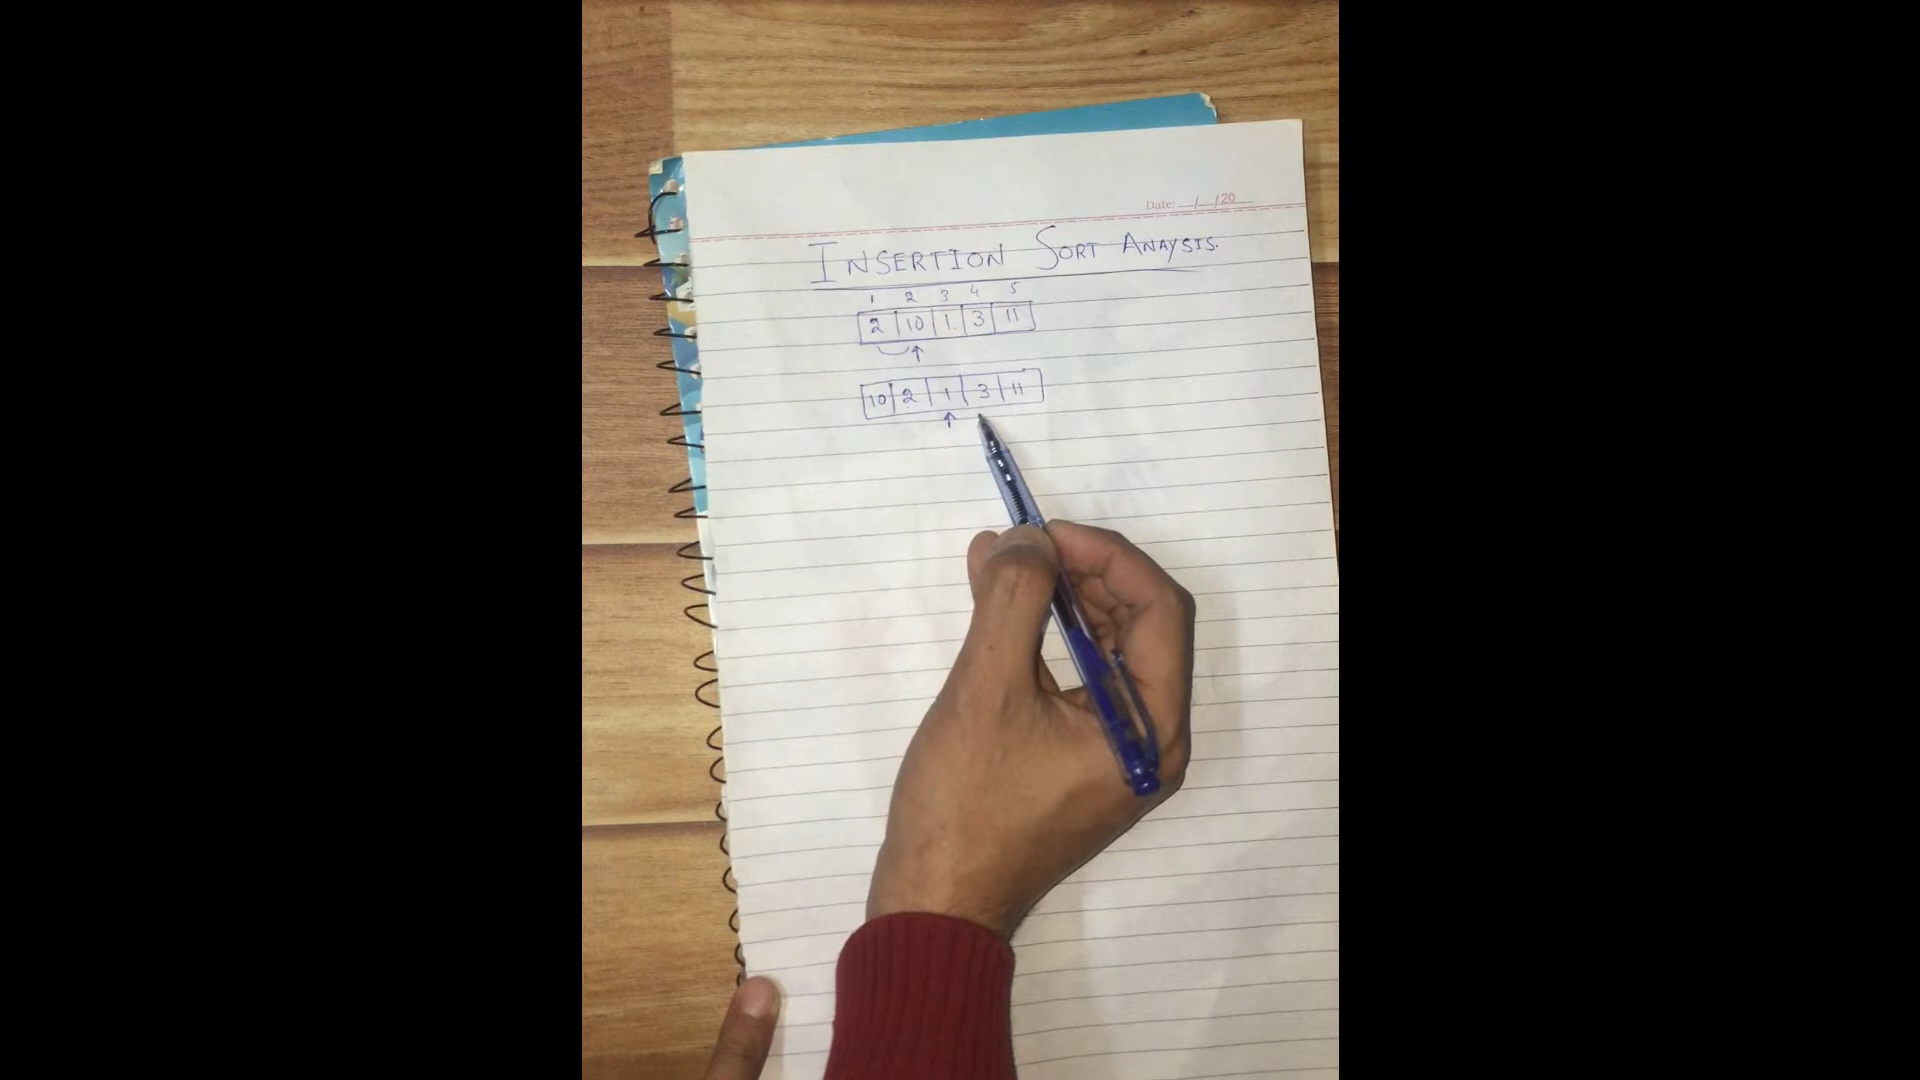 Date: __/__/20__
INSERTION SORT ANAYSIS.
1 2 3 4 5
2 10 1 3 11
10 2 1 3 11